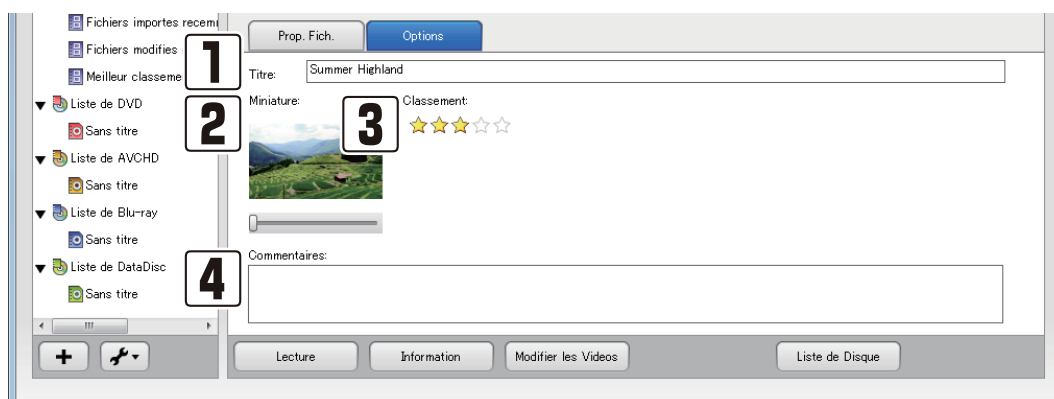 Fichiers importes recem
Fichiers modifies
Meilleur classeme
Liste de DVD
Sans titre
Liste de AVCHD
Sans titre
Liste de Blu-ray
Sans titre
Liste de DataDisc
Sans titre
Prop. Fich.
Options
1
Titre:
Summer Highland
2
Miniature:
3
Classement:
4
Commentaires:
Lecture
Information
Modifier les Videos
Liste de Disque